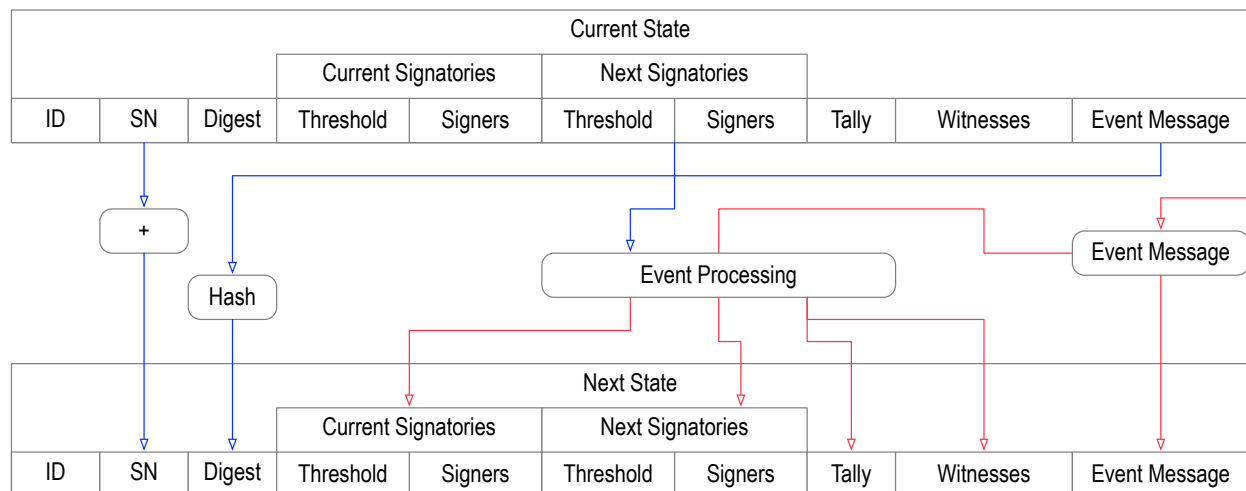 Current State
Current Signatories Next Signatories
ID SN Digest Threshold Signers Threshold Signers Tally Witnesses Event Message
+
Event Message
Event Processing
Hash
Next State
Current Signatories Next Signatories
ID SN Digest Threshold Signers Threshold Signers Tally Witnesses Event Message